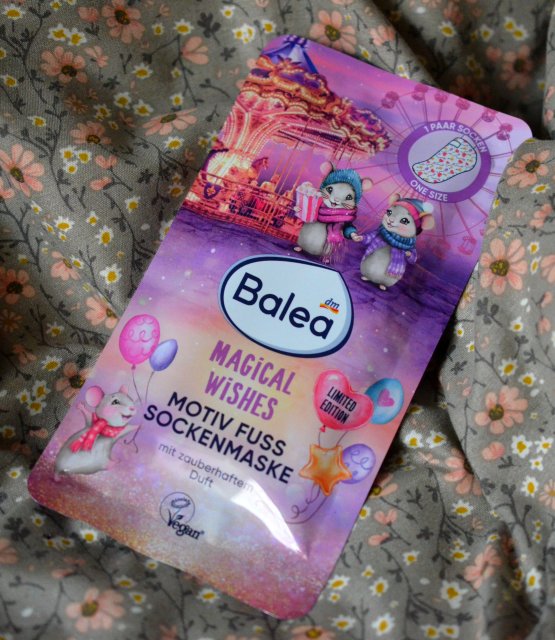 1 PAAR SOCKEN
ONE SIZE
dm
Balea
MAGICAL
WISHES
LIMITED
EDITION
MOTIV FUSS
SOCKENMASKE
mit zauberhaftem
Duft
Vegan